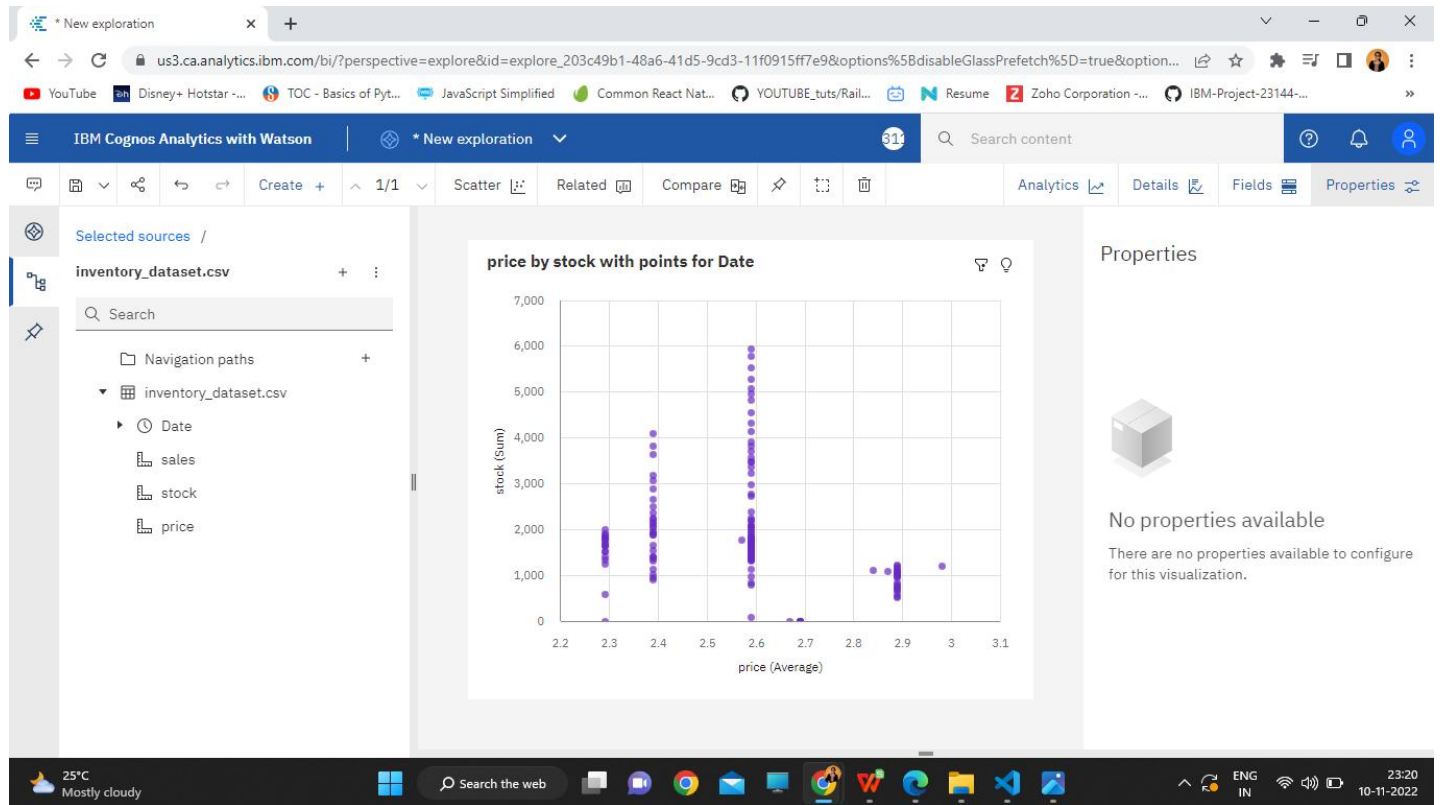 * New exploration
us3.ca.analytics.ibm.com/bi/?perspective=explore&id=explore_203c49b1-48a6-41d5-9cd3-11f0915ff7e9&options%5BdisableGlassPrefetch%5D=true&option...
YouTube Disney+ Hotstar -... TOC - Basics of Pyt... JavaScript Simplified Common React Nat... YOUTUBE_tuts/Rail... Resume Zoho Corporation -... IBM-Project-23144-... »
IBM Cognos Analytics with Watson * New exploration 311 Search content
Create + 1/1 Scatter Related Compare Analytics Details Fields Properties
Selected sources /
inventory_dataset.csv
Search
Navigation paths
inventory_dataset.csv
Date
sales
stock
price
price by stock with points for Date
7,000
6,000
5,000
4,000
3,000
2,000
1,000
0
stock (Sum)
2.2 2.3 2.4 2.5 2.6 2.7 2.8 2.9 3 3.1
price (Average)
Properties
No properties available
There are no properties available to configure
for this visualization.
25°C
Mostly cloudy
Search the web
ENG
IN
23:20
10-11-2022